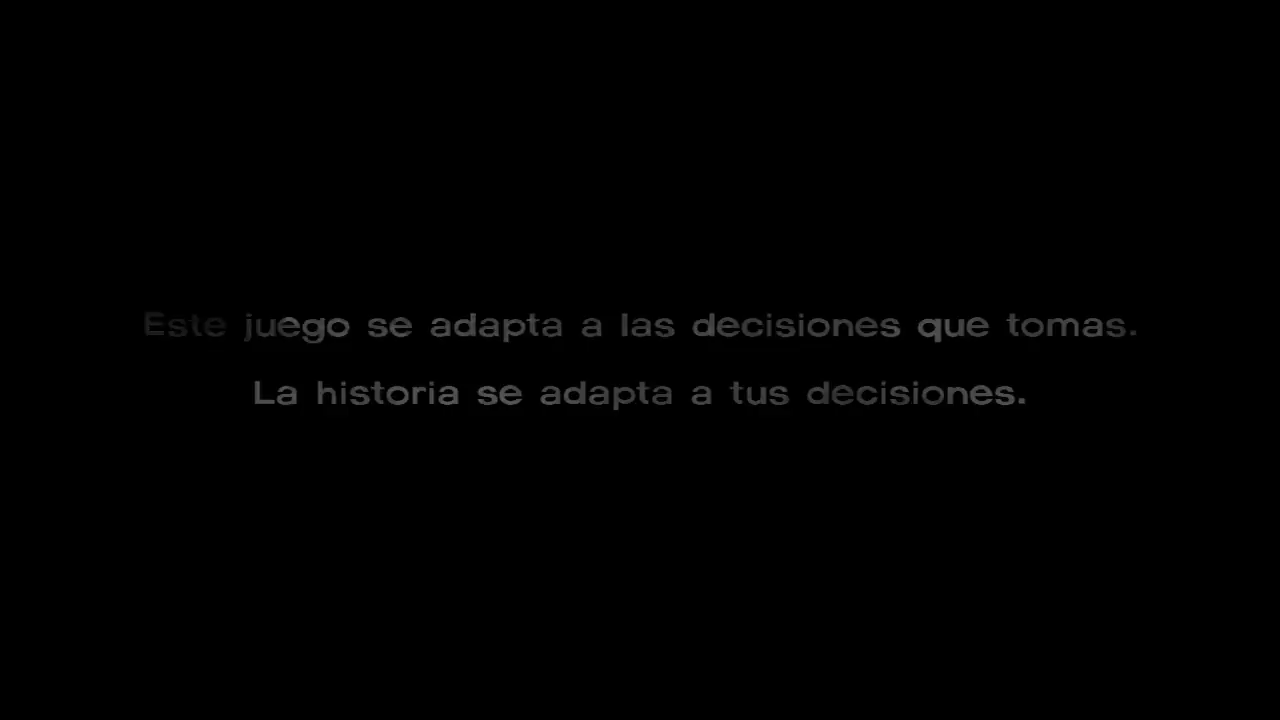 Este juego se adapta a las decisiones que tomas.
La historia se adapta a tus decisiones.